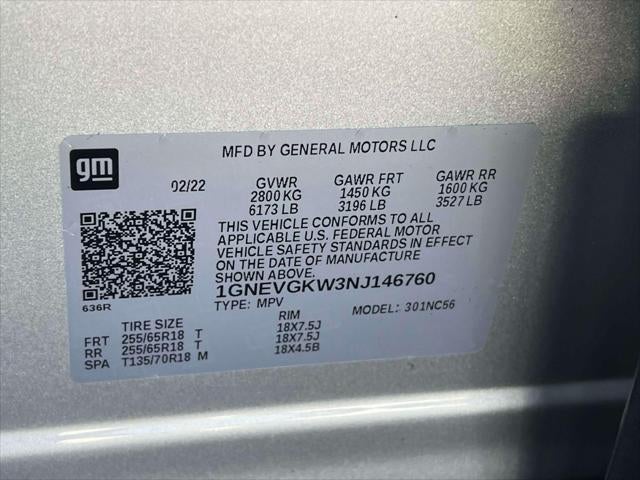 gm
MFD BY GENERAL MOTORS LLC
02/22 GVWR GAWR FRT GAWR RR
2800 KG 1450 KG 1600 KG
6173 LB 3196 LB 3527 LB
THIS VEHICLE CONFORMS TO ALL
APPLICABLE U.S. FEDERAL MOTOR
VEHICLE SAFETY STANDARDS IN EFFECT
ON THE DATE OF MANUFACTURE
SHOWN ABOVE.
1GNEVGKW3NJ146760
636R
TYPE: MPV MODEL: 301NC56
TIRE SIZE RIM
FRT 255/65R18 T 18X7.5J
RR 255/65R18 T 18X7.5J
SPA T135/70R18 M 18X4.5B